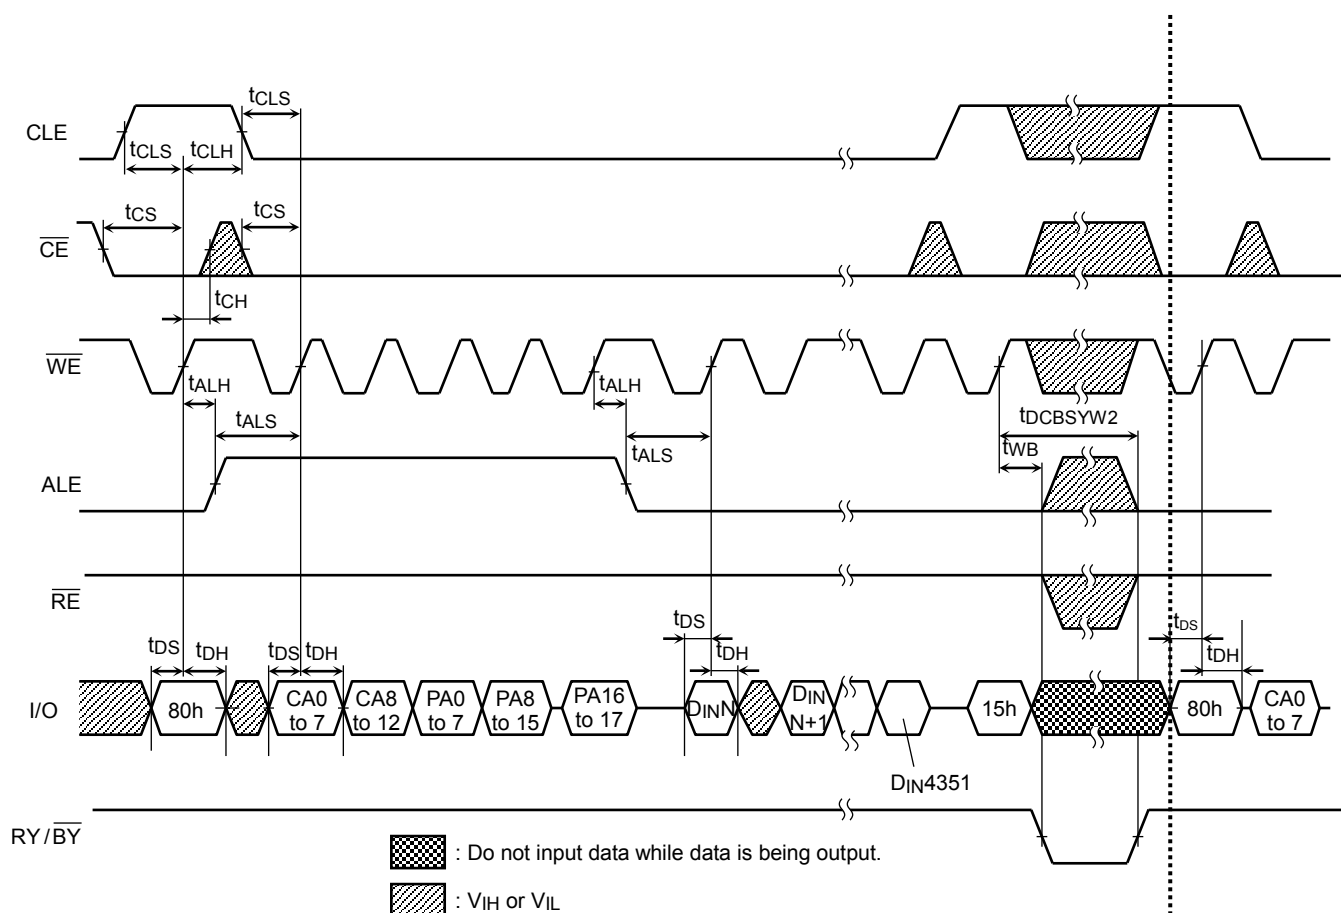 tCLS
CLE
tCLS
tCLH
tCS
tCS
CE
tCH
WE
tALH
tALH
tDCBSYW2
tALS
tALS
tWB
ALE
RE
tDS
tDH
tDS
tDH
tDS
tDH
tDS
tDH
I/O
80h
CA0
to 7
CA8
to 12
PA0
to 7
PA8
to 15
PA16
to 17
DINN
DIN
N+1
15h
80h
CA0
to 7
DIN4351
RY/BY
: Do not input data while data is being output.
: VIH or VIL